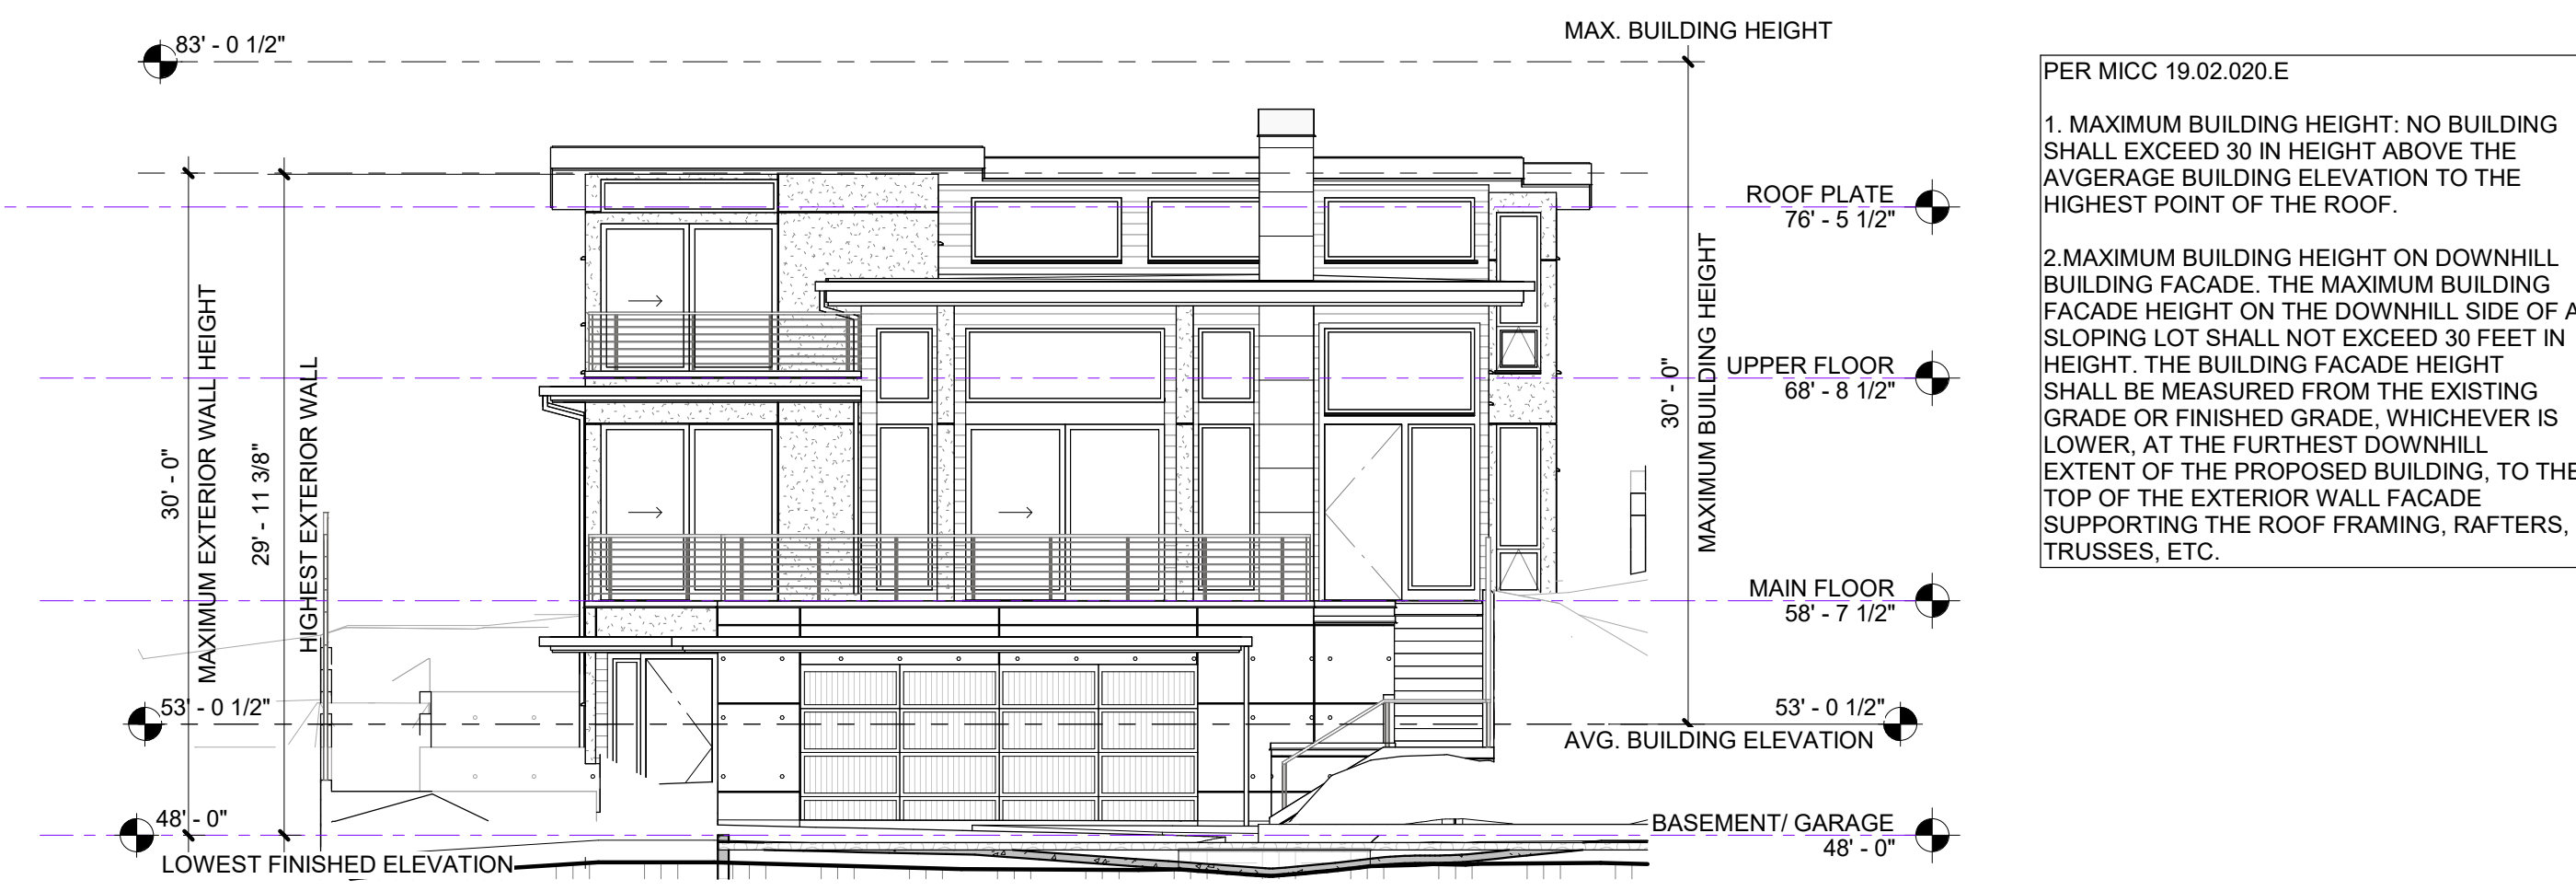 MAX. BUILDING HEIGHT
83' - 0 1/2"
PER MICC 19.02.020.E
1. MAXIMUM BUILDING HEIGHT: NO BUILDING
SHALL EXCEED 30 IN HEIGHT ABOVE THE
AVGERAGE BUILDING ELEVATION TO THE
HIGHEST POINT OF THE ROOF.
2.MAXIMUM BUILDING HEIGHT ON DOWNHILL
BUILDING FACADE. THE MAXIMUM BUILDING
FACADE HEIGHT ON THE DOWNHILL SIDE OF A
SLOPING LOT SHALL NOT EXCEED 30 FEET IN
HEIGHT. THE BUILDING FACADE HEIGHT
SHALL BE MEASURED FROM THE EXISTING
GRADE OR FINISHED GRADE, WHICHEVER IS
LOWER, AT THE FURTHEST DOWNHILL
EXTENT OF THE PROPOSED BUILDING, TO THE
TOP OF THE EXTERIOR WALL FACADE
SUPPORTING THE ROOF FRAMING, RAFTERS,
TRUSSES, ETC.
ROOF PLATE
76' - 5 1/2"
UPPER FLOOR
68' - 8 1/2"
MAIN FLOOR
58' - 7 1/2"
53' - 0 1/2"
AVG. BUILDING ELEVATION
BASEMENT/ GARAGE
48' - 0"
30' - 0"
MAXIMUM BUILDING HEIGHT
30' - 0"
MAXIMUM EXTERIOR WALL HEIGHT
29' - 11 3/8"
HIGHEST EXTERIOR WALL
53' - 0 1/2"
48' - 0"
LOWEST FINISHED ELEVATION